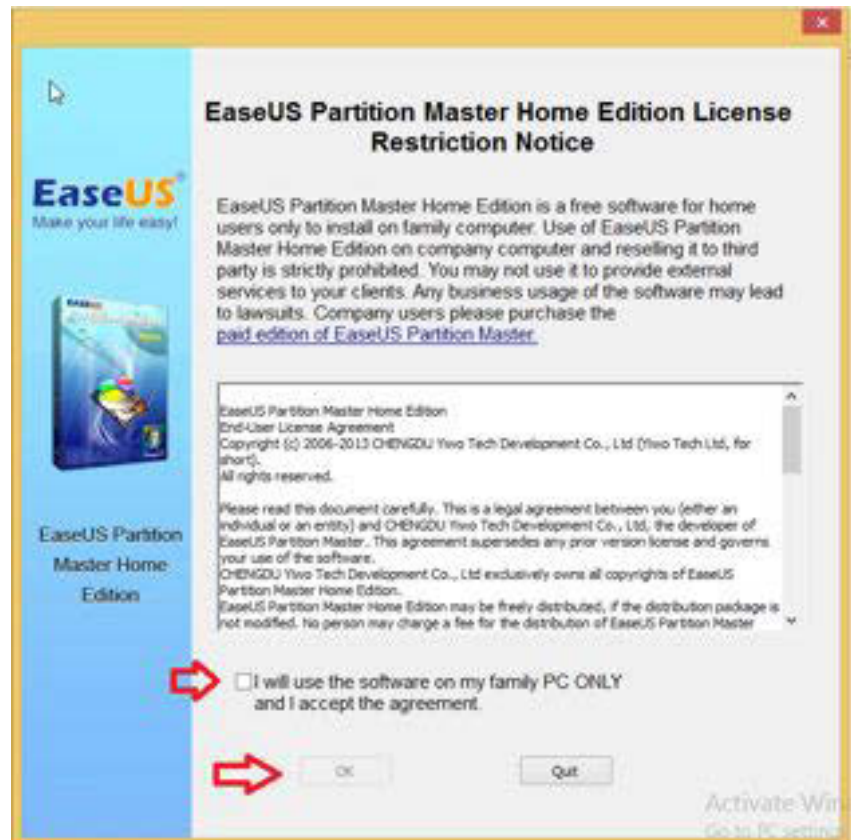 EaseUS Partition Master Home Edition License
Restriction Notice
EaseUS®
Make your life easy!
EaseUS Partition Master Home Edition is a free software for home
users only to install on family computer. Use of EaseUS Partition
Master Home Edition on company computer and reselling it to third
party is strictly prohibited. You may not use it to provide external
services to your clients. Any business usage of the software may lead
to lawsuits. Company users please purchase the
paid edition of EaseUS Partition Master.
EaseUS Partition Master Home Edition
End-User License Agreement
Copyright (c) 2006-2013 CHENGDU Yiwo Tech Development Co., Ltd (Yiwo Tech Ltd, for
short).
All rights reserved.
Please read this document carefully. This is a legal agreement between you (either an
individual or an entity) and CHENGDU Yiwo Tech Development Co., Ltd, the developer of
EaseUS Partition Master. This agreement supersedes any prior version license and governs
your use of the software.
CHENGDU Yiwo Tech Development Co., Ltd exclusively owns all copyrights of EaseUS
Partition Master Home Edition.
EaseUS Partition Master Home Edition may be freely distributed, if the distribution package is
not modified. No person may charge a fee for the distribution of EaseUS Partition Master
EaseUS Partition
Master Home
Edition
I will use the software on my family PC ONLY
and I accept the agreement.
OK
Quit
Activate Win
Go to PC settin